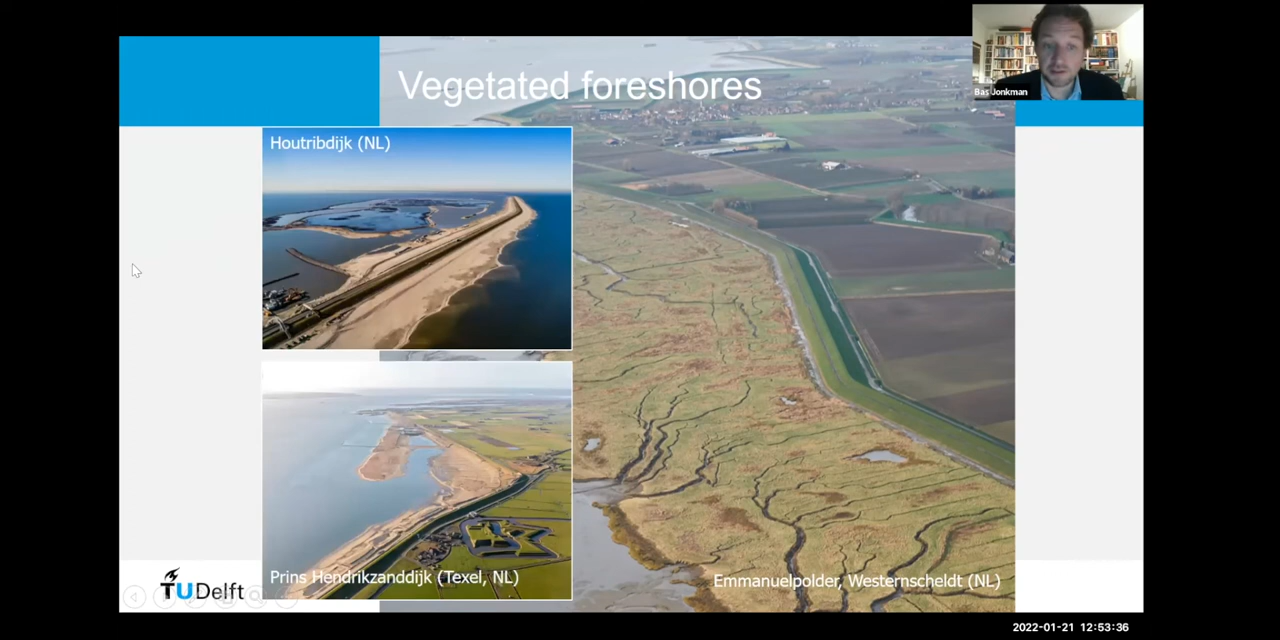 Vegetated foreshores
Bas Jonkman
Houtribdijk (NL)
Prins Hendrikzanddijk (Texel, NL)
Emmanuelpolder, Westernscheldt (NL)
TUDelft
2022-01-21 12:53:36